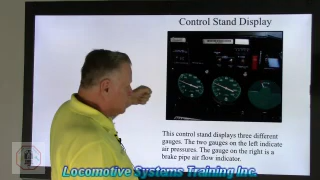 Control Stand Display
This control stand displays three different
gauges. The two gauges on the left indicate
air pressures. The gauge on the right is a
brake pipe air flow indicator.
Locomotive Systems Training Inc.